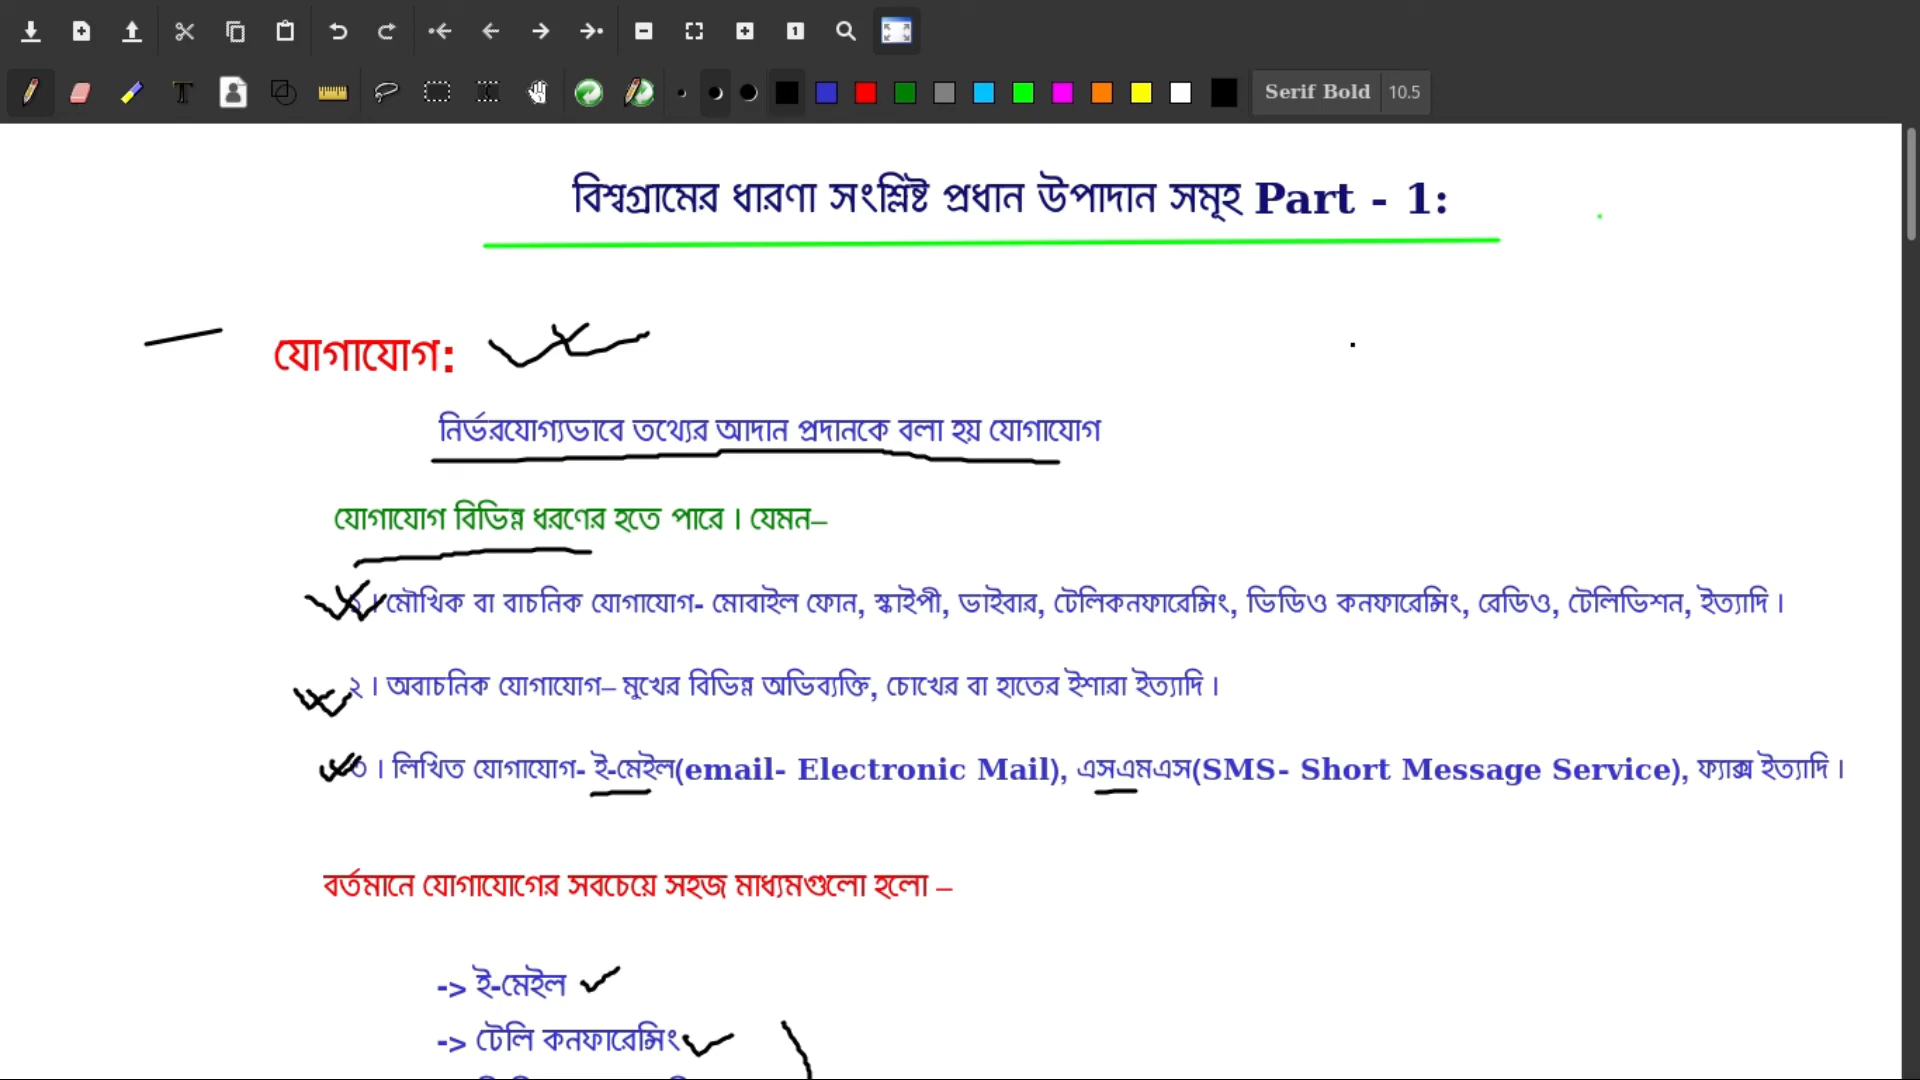 Serif Bold 10.5
বিশ্বগ্রামের ধারণা সংশ্লিষ্ট প্রধান উপাদান সমূহ Part - 1:
যোগাযোগ:
নির্ভরযোগ্যভাবে তথ্যের আদান প্রদানকে বলা হয় যোগাযোগ
যোগাযোগ বিভিন্ন ধরণের হতে পারে । যেমন–
১ । মৌখিক বা বাচনিক যোগাযোগ- মোবাইল ফোন, স্কাইপী, ভাইবার, টেলিকনফারেন্সিং, ভিডিও কনফারেন্সিং, রেডিও, টেলিভিশন, ইত্যাদি ।
২ । অবাচনিক যোগাযোগ– মুখের বিভিন্ন অভিব্যক্তি, চোখের বা হাতের ইশারা ইত্যাদি ।
৩ । লিখিত যোগাযোগ- ই-মেইল(email- Electronic Mail), এসএমএস(SMS- Short Message Service), ফ্যাক্স ইত্যাদি ।
বর্তমানে যোগাযোগের সবচেয়ে সহজ মাধ্যমগুলো হলো –
-> ই-মেইল
-> টেলি কনফারেন্সিং